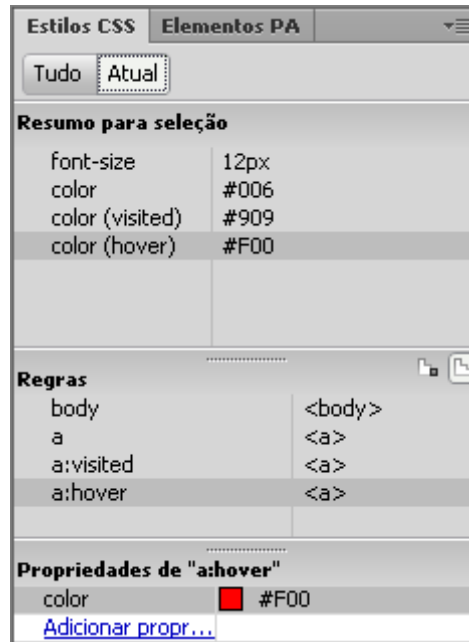 Estilos CSS Elementos PA
Tudo Atual
Resumo para seleção
font-size 12px
color #006
color (visited) #909
color (hover) #F00
Regras
body <body>
a <a>
a:visited <a>
a:hover <a>
Propriedades de "a:hover"
color #F00
Adicionar propr...